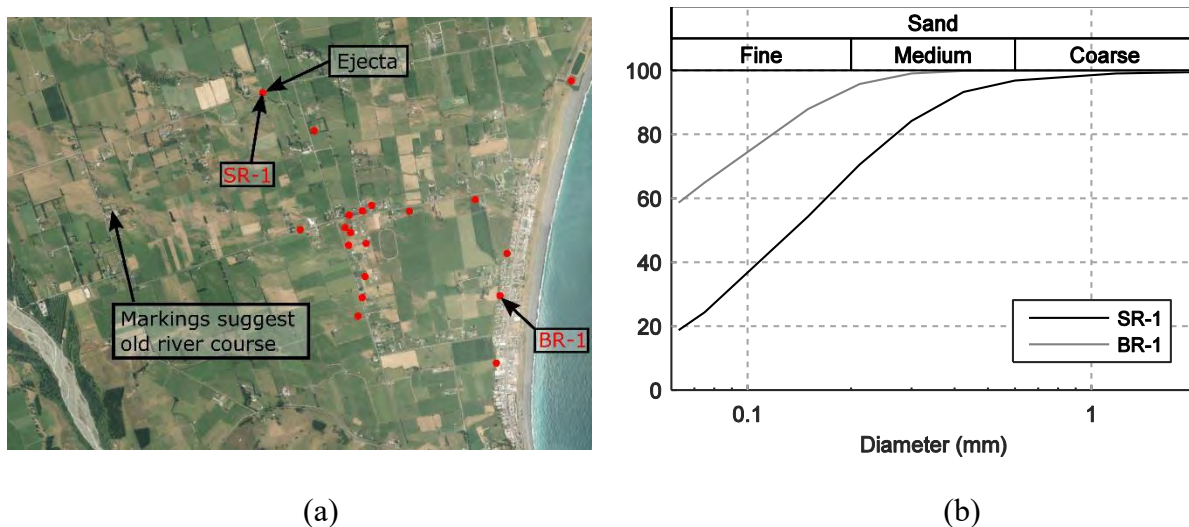 Ejecta
SR-1
Markings suggest
old river course
BR-1
(a)
Sand
Fine Medium Coarse
100
80
60
40
20
0
SR-1
BR-1
0.1 1
Diameter (mm)
(b)